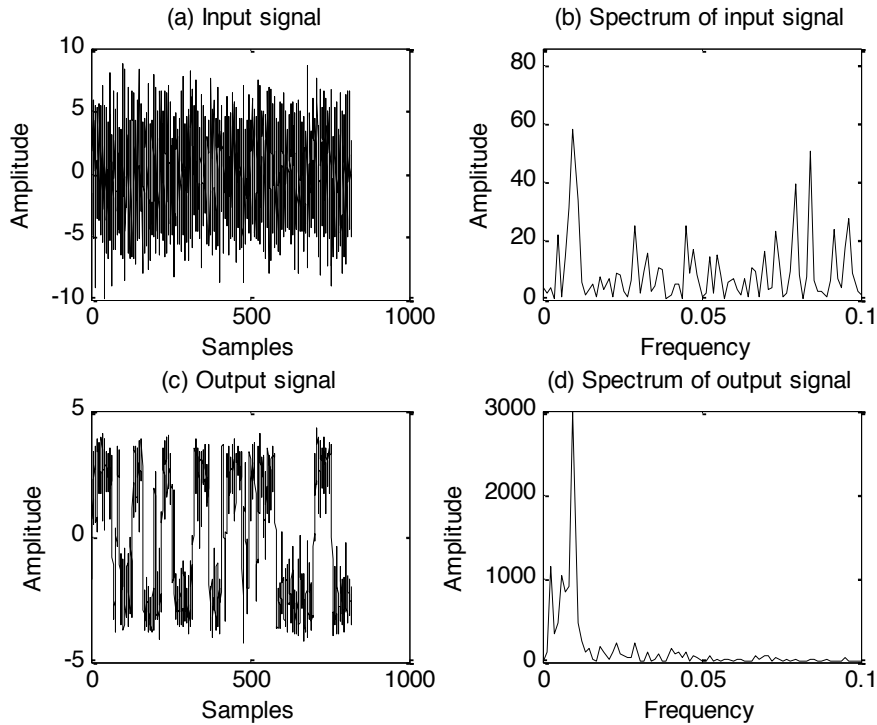 (a) Input signal
10
5
0
-5
-10
Amplitude
0
500
1000
Samples
(b) Spectrum of input signal
80
60
40
20
0
Amplitude
0
0.05
0.1
Frequency
(c) Output signal
5
0
-5
Amplitude
0
500
1000
Samples
(d) Spectrum of output signal
3000
2000
1000
0
Amplitude
0
0.05
0.1
Frequency